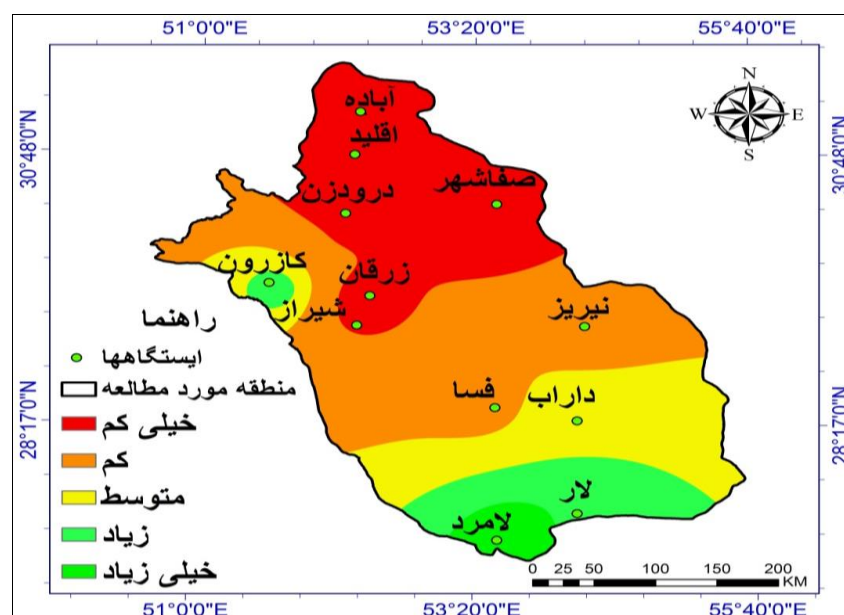 51°0'0"E 53°20'0"E 55°40'0"E
N
W E
S
30°48'0"N 30°48'0"N
آباده
اقلید
درودزن صفاشهر
کازرون زرقان
شیراز نیریز
راهنما
ایستگاهها
منطقه مورد مطالعه
فسا داراب
28°17'0"N 28°17'0"N
خیلی کم
کم
متوسط
زیاد
خیلی زیاد
لار
لامرد
0 25 50 100 150 200
KM
51°0'0"E 53°20'0"E 55°40'0"E